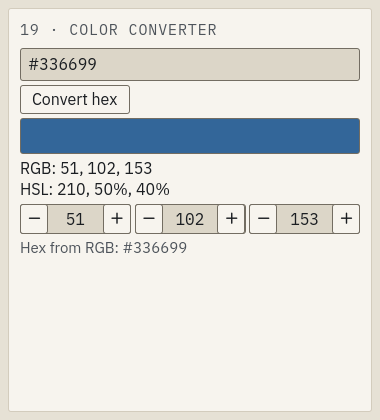 19 · COLOR CONVERTER
#336699
Convert hex
RGB: 51, 102, 153
HSL: 210, 50%, 40%
− 51 + − 102 + − 153 +
Hex from RGB: #336699